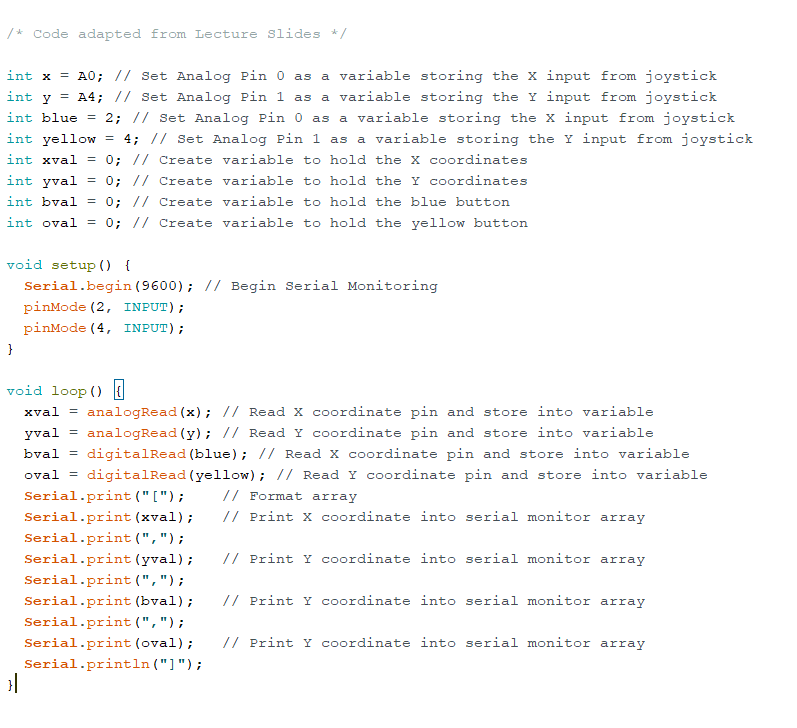 /* Code adapted from Lecture Slides */
int x = A0; // Set Analog Pin 0 as a variable storing the X input from joystick
int y = A4; // Set Analog Pin 1 as a variable storing the Y input from joystick
int blue = 2; // Set Analog Pin 0 as a variable storing the X input from joystick
int yellow = 4; // Set Analog Pin 1 as a variable storing the Y input from joystick
int xval = 0; // Create variable to hold the X coordinates
int yval = 0; // Create variable to hold the Y coordinates
int bval = 0; // Create variable to hold the blue button
int oval = 0; // Create variable to hold the yellow button
void setup() {
  Serial.begin(9600); // Begin Serial Monitoring
  pinMode(2, INPUT);
  pinMode(4, INPUT);
}
void loop() {
  xval = analogRead(x); // Read X coordinate pin and store into variable
  yval = analogRead(y); // Read Y coordinate pin and store into variable
  bval = digitalRead(blue); // Read X coordinate pin and store into variable
  oval = digitalRead(yellow); // Read Y coordinate pin and store into variable
  Serial.print("[");    // Format array
  Serial.print(xval);   // Print X coordinate into serial monitor array
  Serial.print(",");
  Serial.print(yval);   // Print Y coordinate into serial monitor array
  Serial.print(",");
  Serial.print(bval);   // Print Y coordinate into serial monitor array
  Serial.print(",");
  Serial.print(oval);   // Print Y coordinate into serial monitor array
  Serial.println("]");
}